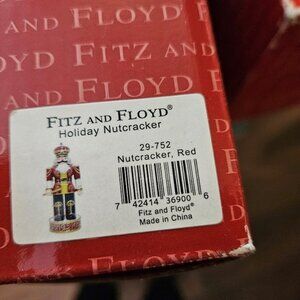 AND FLOYD
FITZ AND
AND FLOYD
FITZ AND FLOYD®
Holiday Nutcracker
29-752
Nutcracker, Red
7 42414 36900 6
Fitz and Floyd®
Made in China